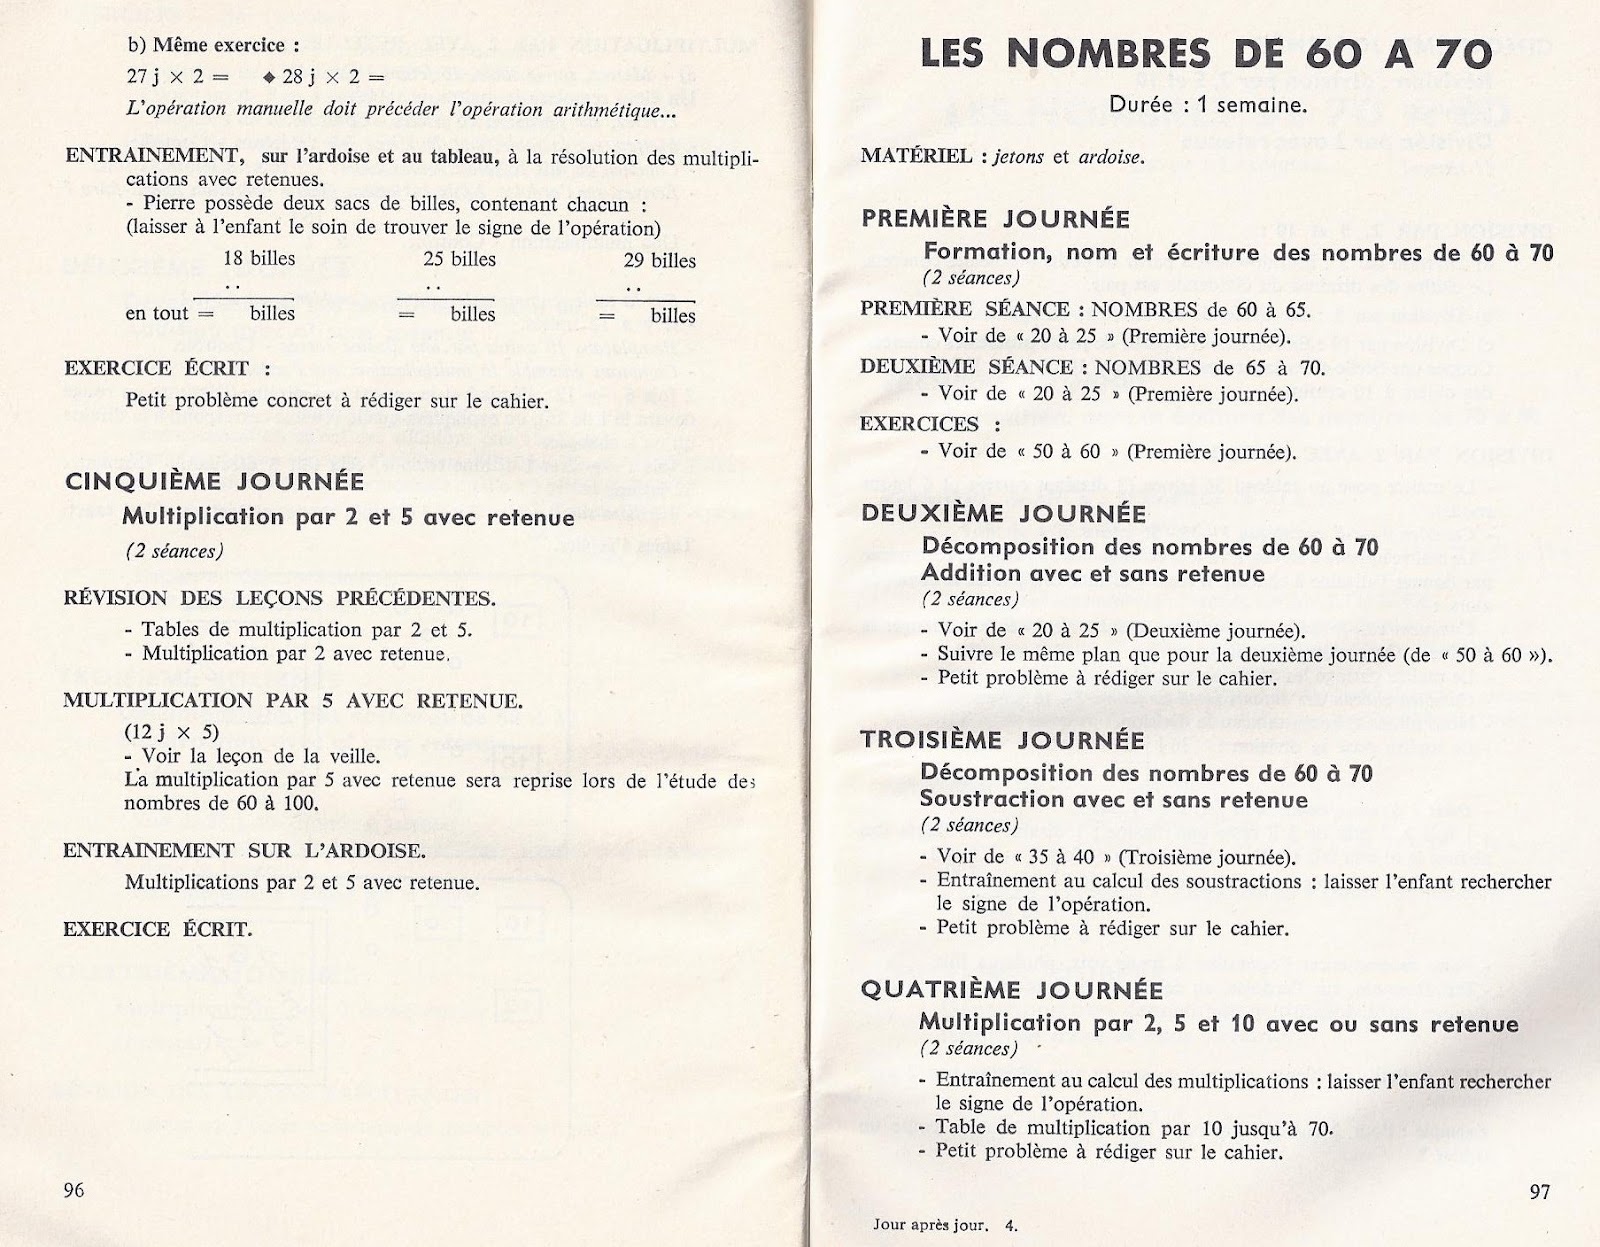 b) Même exercice :
27 j × 2 = ◆ 28 j × 2 =
L'opération manuelle doit précéder l'opération arithmétique...
ENTRAINEMENT, sur l'ardoise et au tableau, à la résolution des multipli-
cations avec retenues.
- Pierre possède deux sacs de billes, contenant chacun :
(laisser à l'enfant le soin de trouver le signe de l'opération)
18 billes 25 billes 29 billes
. . . . . .
en tout = billes = billes = billes
EXERCICE ÉCRIT :
Petit problème concret à rédiger sur le cahier.
CINQUIÈME JOURNÉE
Multiplication par 2 et 5 avec retenue
(2 séances)
RÉVISION DES LEÇONS PRÉCÉDENTES.
- Tables de multiplication par 2 et 5.
- Multiplication par 2 avec retenue.
MULTIPLICATION PAR 5 AVEC RETENUE.
(12 j × 5)
- Voir la leçon de la veille.
La multiplication par 5 avec retenue sera reprise lors de l'étude des
nombres de 60 à 100.
ENTRAINEMENT SUR L'ARDOISE.
Multiplications par 2 et 5 avec retenue.
EXERCICE ÉCRIT.
96
LES NOMBRES DE 60 A 70
Durée : 1 semaine.
MATÉRIEL : jetons et ardoise.
PREMIÈRE JOURNÉE
Formation, nom et écriture des nombres de 60 à 70
(2 séances)
PREMIÈRE SÉANCE : NOMBRES de 60 à 65.
- Voir de « 20 à 25 » (Première journée).
DEUXIÈME SÉANCE : NOMBRES de 65 à 70.
- Voir de « 20 à 25 » (Première journée).
EXERCICES :
- Voir de « 50 à 60 » (Première journée).
DEUXIÈME JOURNÉE
Décomposition des nombres de 60 à 70
Addition avec et sans retenue
(2 séances)
- Voir de « 20 à 25 » (Deuxième journée).
- Suivre le même plan que pour la deuxième journée (de « 50 à 60 »).
- Petit problème à rédiger sur le cahier.
TROISIÈME JOURNÉE
Décomposition des nombres de 60 à 70
Soustraction avec et sans retenue
(2 séances)
- Voir de « 35 à 40 » (Troisième journée).
- Entraînement au calcul des soustractions : laisser l'enfant rechercher
le signe de l'opération.
- Petit problème à rédiger sur le cahier.
QUATRIÈME JOURNÉE
Multiplication par 2, 5 et 10 avec ou sans retenue
(2 séances)
- Entraînement au calcul des multiplications : laisser l'enfant rechercher
le signe de l'opération.
- Table de multiplication par 10 jusqu'à 70.
- Petit problème à rédiger sur le cahier.
97
Jour après jour. 4.